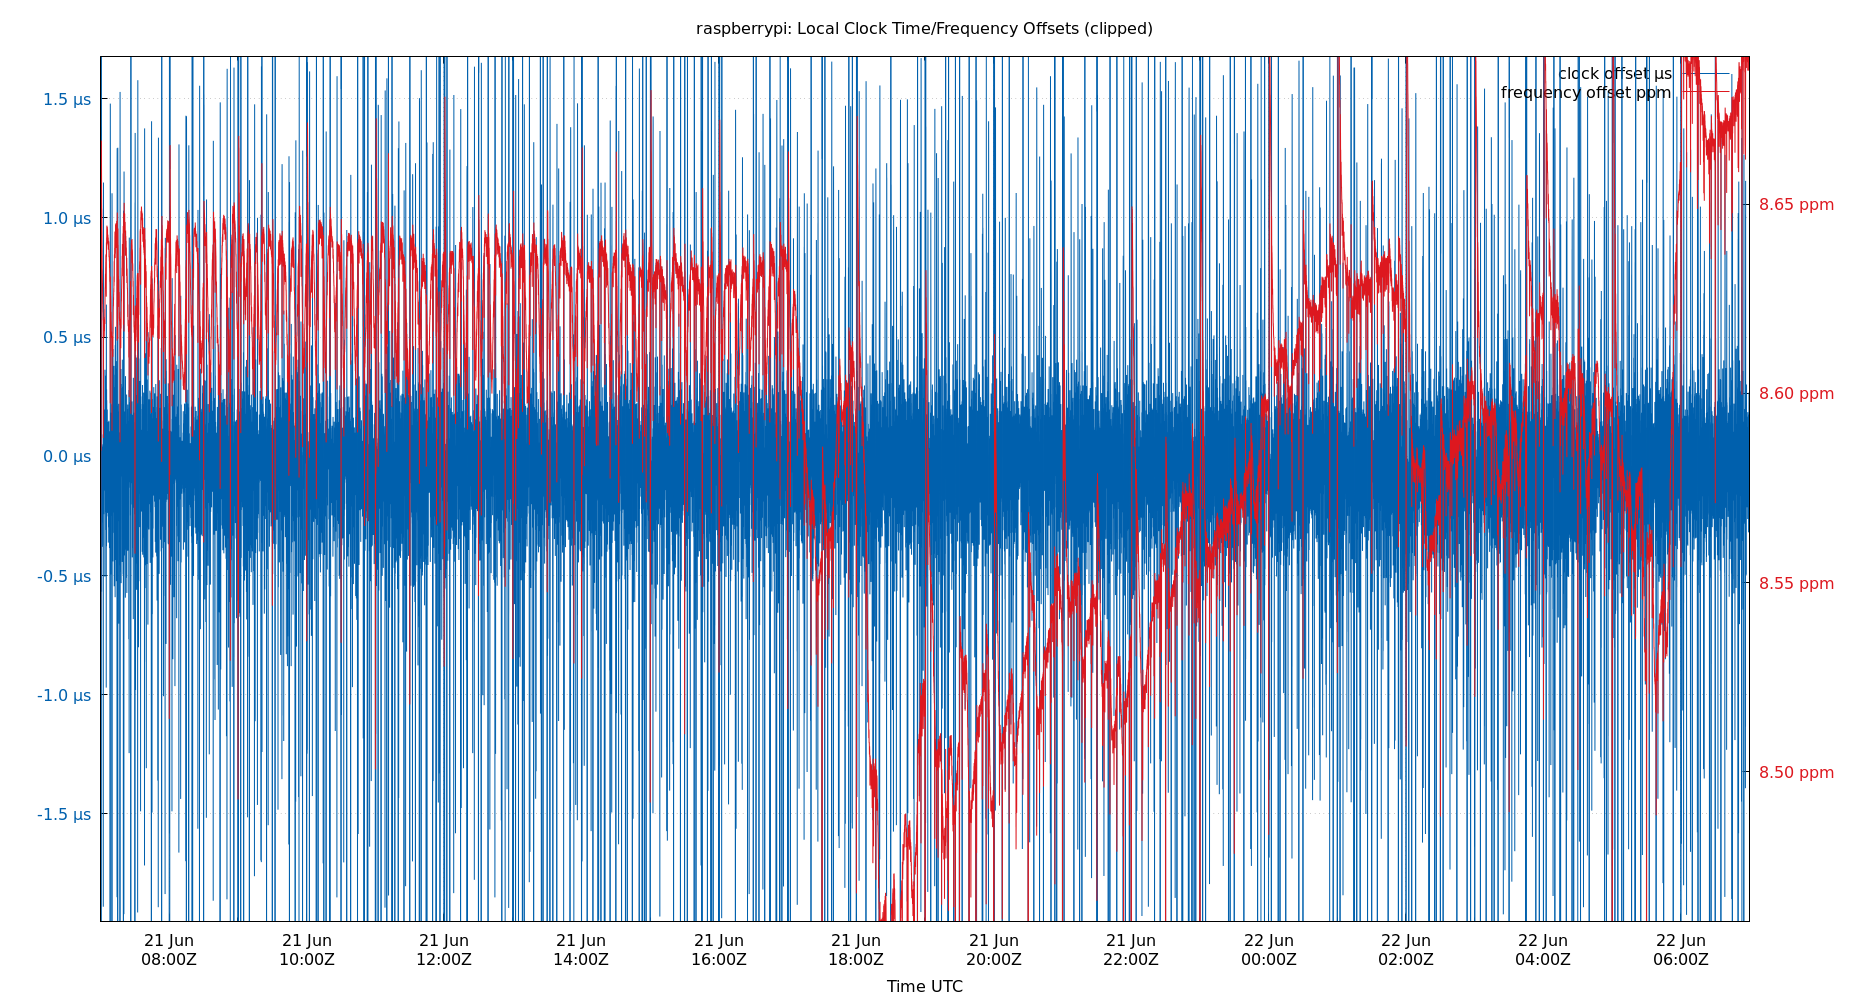 raspberrypi: Local Clock Time/Frequency Offsets (clipped)
clock offset µs
frequency offset ppm
1.5 µs
1.0 µs
0.5 µs
0.0 µs
-0.5 µs
-1.0 µs
-1.5 µs
8.65 ppm
8.60 ppm
8.55 ppm
8.50 ppm
21 Jun 21 Jun 21 Jun 21 Jun 21 Jun 21 Jun 21 Jun 21 Jun 22 Jun 22 Jun 22 Jun 22 Jun
08:00Z 10:00Z 12:00Z 14:00Z 16:00Z 18:00Z 20:00Z 22:00Z 00:00Z 02:00Z 04:00Z 06:00Z
Time UTC